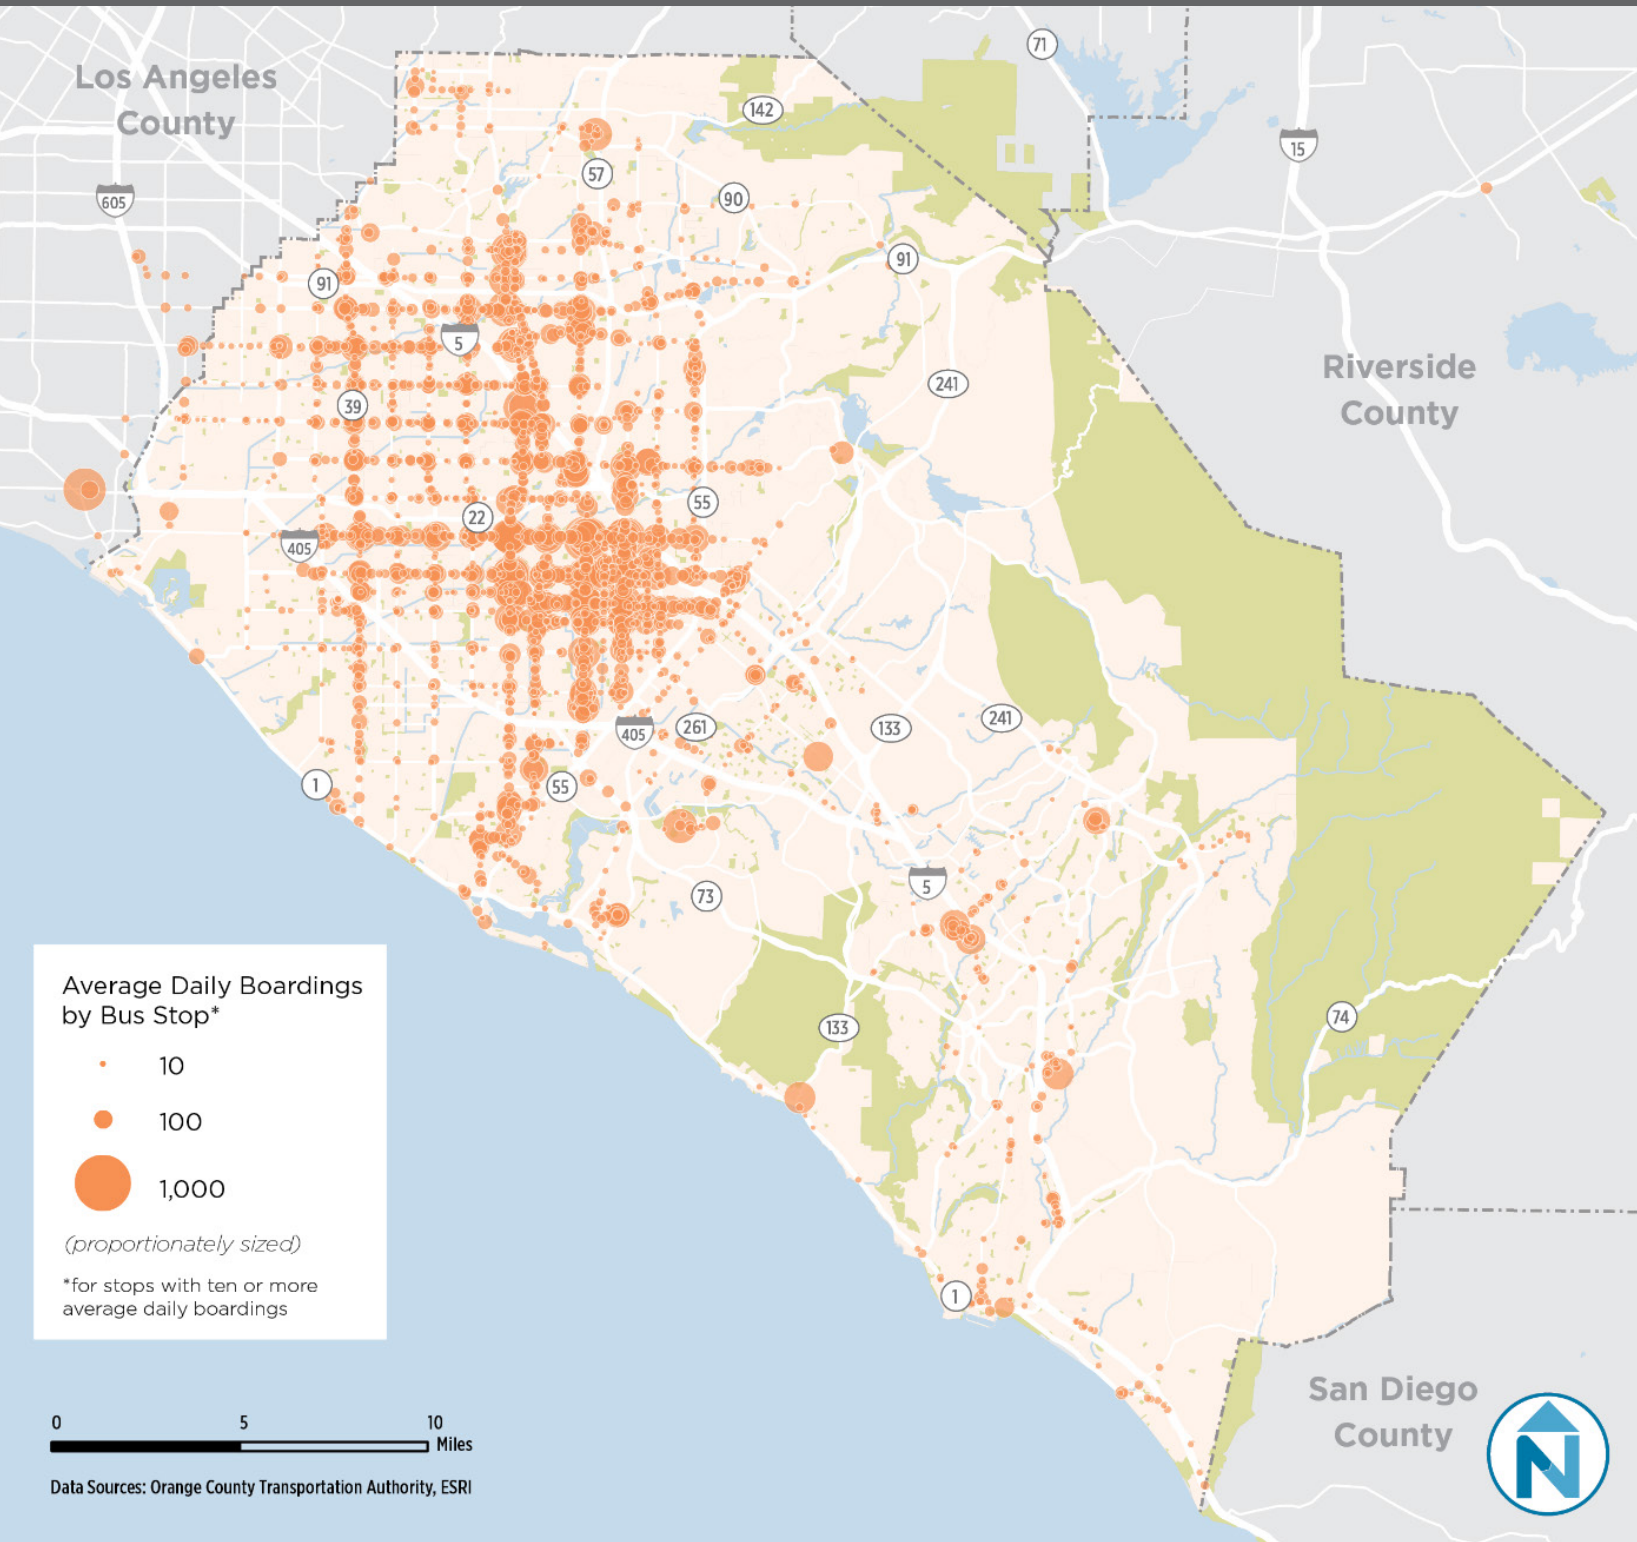 71
Los Angeles
County
142
15
57
605
90
91
91
5
Riverside
County
241
39
55
22
405
405
261
133
241
1
55
5
73
Average Daily Boardings
by Bus Stop*
10
100
1,000
(proportionately sized)
*for stops with ten or more
average daily boardings
133
74
1
San Diego
County
0 5 10
Miles
Data Sources: Orange County Transportation Authority, ESRI
N